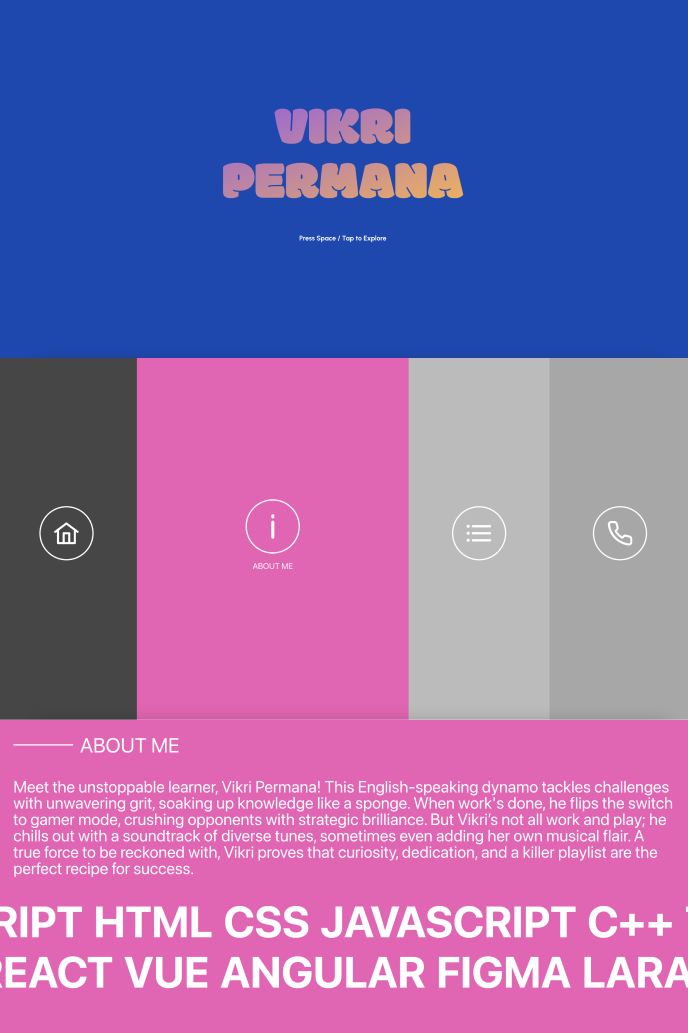 VIKRI
PERMANA
Press Space / Tap to Explore
ABOUT ME
ABOUT ME
Meet the unstoppable learner, Vikri Permana! This English-speaking dynamo tackles challenges
with unwavering grit, soaking up knowledge like a sponge. When work's done, he flips the switch
to gamer mode, crushing opponents with strategic brilliance. But Vikri’s not all work and play; he
chills out with a soundtrack of diverse tunes, sometimes even adding her own musical flair. A
true force to be reckoned with, Vikri proves that curiosity, dedication, and a killer playlist are the
perfect recipe for success.
RIPT HTML CSS JAVASCRIPT C++
REACT VUE ANGULAR FIGMA LARA